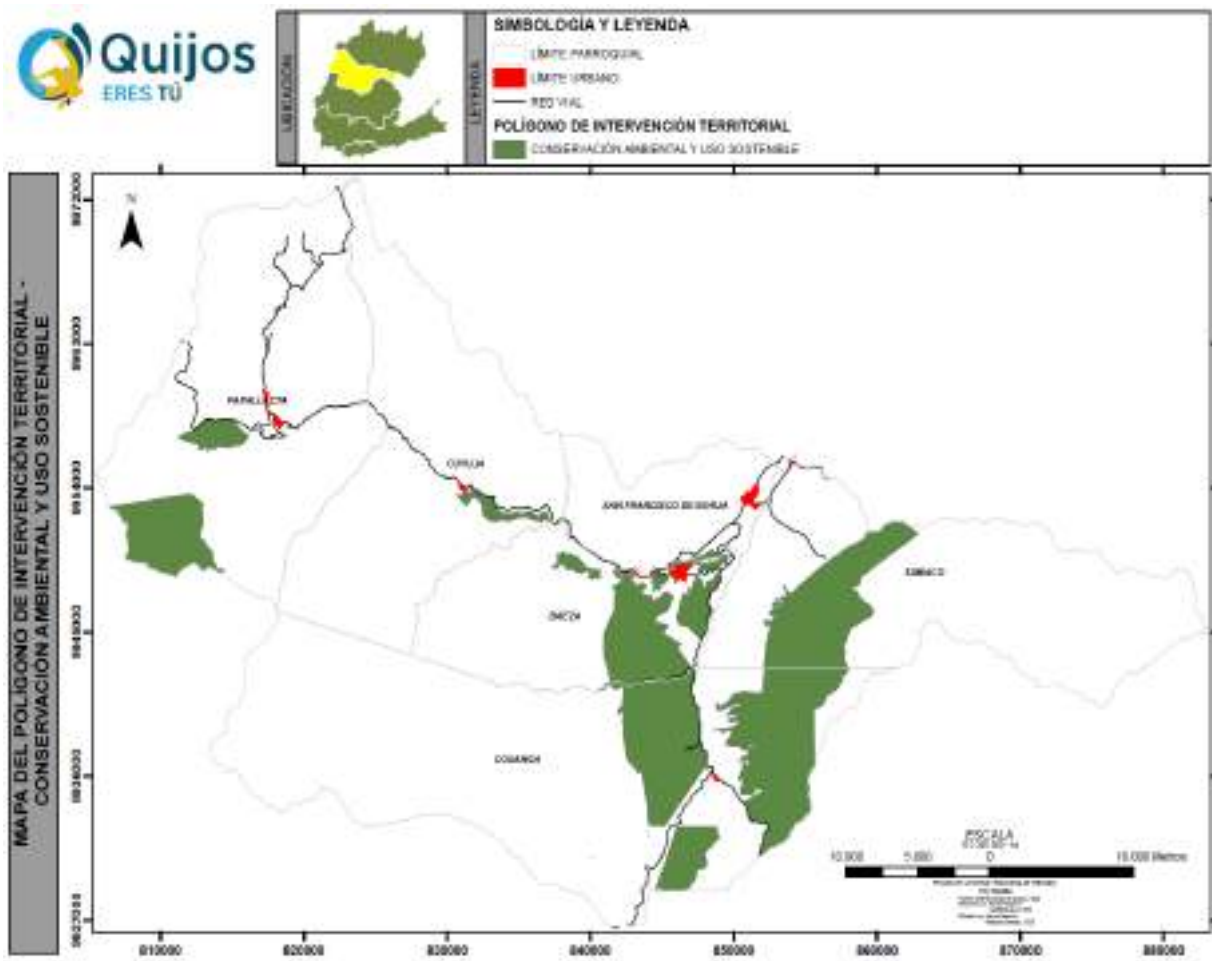 Quijos
ERES TÚ
UBICACIÓN
LEYENDA
SIMBOLOGÍA Y LEYENDA
LÍMITE PARROQUIAL
LÍMITE URBANO
RED VIAL
POLÍGONO DE INTERVENCIÓN TERRITORIAL
CONSERVACIÓN AMBIENTAL Y USO SOSTENIBLE
MAPA DEL POLÍGONO DE INTERVENCIÓN TERRITORIAL -
CONSERVACIÓN AMBIENTAL Y USO SOSTENIBLE
N
PAPALLACTA
CUYUJA
SAN FRANCISCO DE BORJA
SUMACO
BAEZA
COSANGA
ESCALA
10.000 5.000 0 10.000 Metros
810000 820000 830000 840000 850000 860000 870000 880000